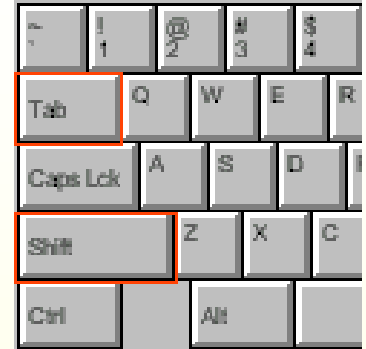 ~ ! @ # $
` 1 2 3 4
Tab Q W E R
Caps Lck A S D
Shift Z X C
Ctrl Alt